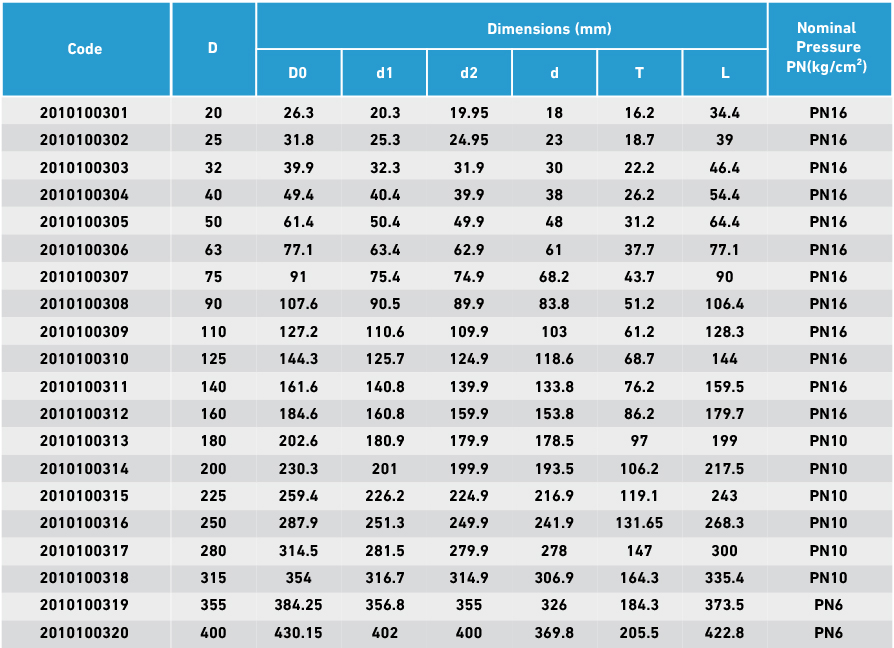 Code D Dimensions (mm) Nominal
Pressure
PN(kg/cm²)
D0 d1 d2 d T L
2010100301 20 26.3 20.3 19.95 18 16.2 34.4 PN16
2010100302 25 31.8 25.3 24.95 23 18.7 39 PN16
2010100303 32 39.9 32.3 31.9 30 22.2 46.4 PN16
2010100304 40 49.4 40.4 39.9 38 26.2 54.4 PN16
2010100305 50 61.4 50.4 49.9 48 31.2 64.4 PN16
2010100306 63 77.1 63.4 62.9 61 37.7 77.1 PN16
2010100307 75 91 75.4 74.9 68.2 43.7 90 PN16
2010100308 90 107.6 90.5 89.9 83.8 51.2 106.4 PN16
2010100309 110 127.2 110.6 109.9 103 61.2 128.3 PN16
2010100310 125 144.3 125.7 124.9 118.6 68.7 144 PN16
2010100311 140 161.6 140.8 139.9 133.8 76.2 159.5 PN16
2010100312 160 184.6 160.8 159.9 153.8 86.2 179.7 PN16
2010100313 180 202.6 180.9 179.9 178.5 97 199 PN10
2010100314 200 230.3 201 199.9 193.5 106.2 217.5 PN10
2010100315 225 259.4 226.2 224.9 216.9 119.1 243 PN10
2010100316 250 287.9 251.3 249.9 241.9 131.65 268.3 PN10
2010100317 280 314.5 281.5 279.9 278 147 300 PN10
2010100318 315 354 316.7 314.9 306.9 164.3 335.4 PN10
2010100319 355 384.25 356.8 355 326 184.3 373.5 PN6
2010100320 400 430.15 402 400 369.8 205.5 422.8 PN6